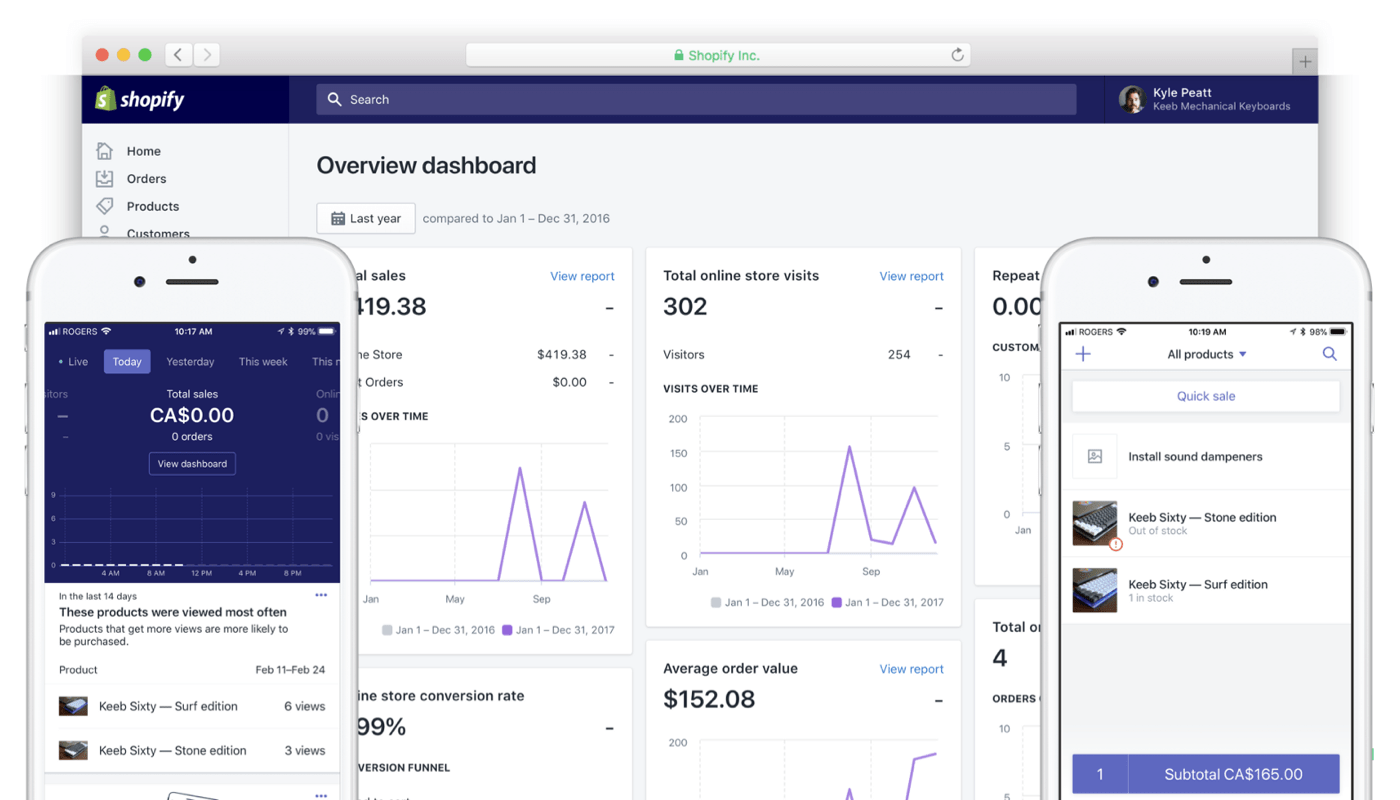 Shopify Inc.
shopify
Search
Kyle Peatt
Keeb Mechanical Keyboards
Home
Orders
Products
Customers
Overview dashboard
Last year compared to Jan 1 – Dec 31, 2016
sales View report
19.38 -
Store $419.38 -
Orders $0.00 -
OVER TIME
Jan May Sep
Jan 1 – Dec 31, 2016 Jan 1 – Dec 31, 2017
Total online store visits View report
302 -
Visitors 254 -
VISITS OVER TIME
200
150
100
50
0
Jan May Sep
Jan 1 – Dec 31, 2016 Jan 1 – Dec 31, 2017
Repeat
0.00
CUSTOM
10
5
0
Jan
ine store conversion rate
99% -
VERSION FUNNEL
Average order value View report
$152.08 -
200
Total o
4
ORDERS
10
5
ROGERS 10:17 AM 99%
• Live Today Yesterday This week This
itors Total sales Onlin
– CA$0.00 0
- 0 orders 0 vis
View dashboard
9
6
3
0
4 AM 8 AM 12 PM 4 PM 8 PM
In the last 14 days •••
These products were viewed most often
Products that get more views are more likely to
be purchased.
Product Feb 11–Feb 24
Keeb Sixty — Surf edition 6 views
Keeb Sixty — Stone edition 3 views
•••
ROGERS 10:19 AM 98%
+ All products
Quick sale
Install sound dampeners
Keeb Sixty — Stone edition
Out of stock
Keeb Sixty — Surf edition
1 in stock
1 Subtotal CA$165.00